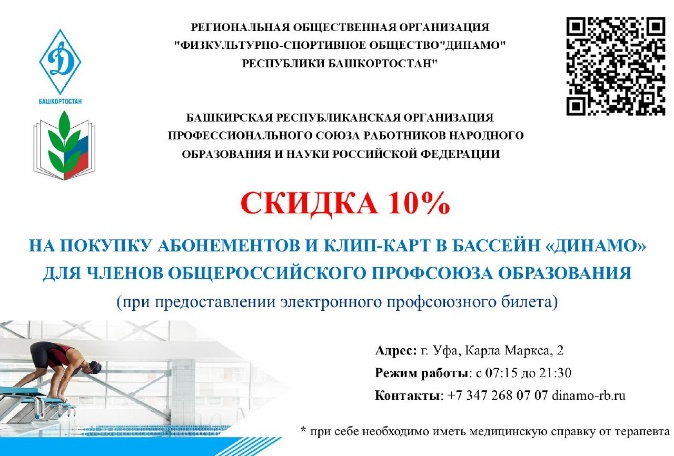 РЕГИОНАЛЬНАЯ ОБЩЕСТВЕННАЯ ОРГАНИЗАЦИЯ
"ФИЗКУЛЬТУРНО-СПОРТИВНОЕ ОБЩЕСТВО"ДИНАМО"
РЕСПУБЛИКИ БАШКОРТОСТАН"
Д
БАШКОРТОСТАН
БАШКИРСКАЯ РЕСПУБЛИКАНСКАЯ ОРГАНИЗАЦИЯ
ПРОФЕССИОНАЛЬНОГО СОЮЗА РАБОТНИКОВ НАРОДНОГО
ОБРАЗОВАНИЯ И НАУКИ РОССИЙСКОЙ ФЕДЕРАЦИИ
СКИДКА 10%
НА ПОКУПКУ АБОНЕМЕНТОВ И КЛИП-КАРТ В БАССЕЙН «ДИНАМО»
ДЛЯ ЧЛЕНОВ ОБЩЕРОССИЙСКОГО ПРОФСОЮЗА ОБРАЗОВАНИЯ
(при предоставлении электронного профсоюзного билета)
Адрес: г. Уфа, Карла Маркса, 2
Режим работы: с 07:15 до 21:30
Контакты: +7 347 268 07 07 dinamo-rb.ru
* при себе необходимо иметь медицинскую справку от терапевта